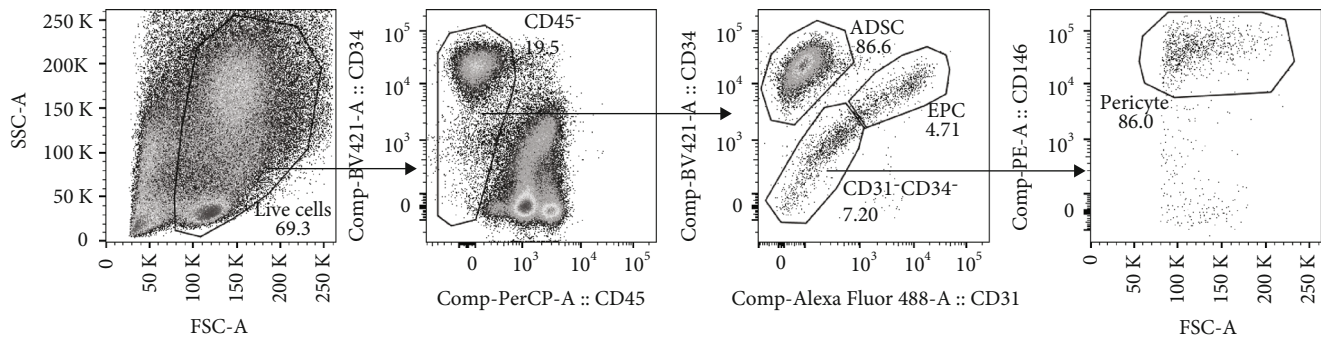 SSC-A
250 K
200K
150 K
100 K
50 K
0
Live cells
69.3
0
50 K
100 K
150 K
200 K
250 K
FSC-A
Comp-BV421-A :: CD34
10⁵
10⁴
10³
0
CD45⁻
19.5
0
10³
10⁴
10⁵
Comp-PerCP-A :: CD45
Comp-BV421-A :: CD34
10⁵
10⁴
10³
0
ADSC
86.6
EPC
4.71
CD31⁻CD34⁻
7.20
0
10³
10⁴
10⁵
Comp-Alexa Fluor 488-A :: CD31
Comp-PE-A :: CD146
10⁵
10⁴
10³
0
Pericyte
86.0
0
50 K
100 K
150 K
200 K
250 K
FSC-A